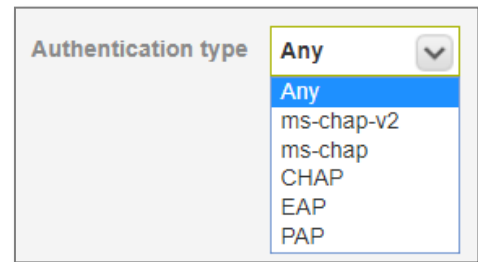 Authentication type Any
Any
ms-chap-v2
ms-chap
CHAP
EAP
PAP